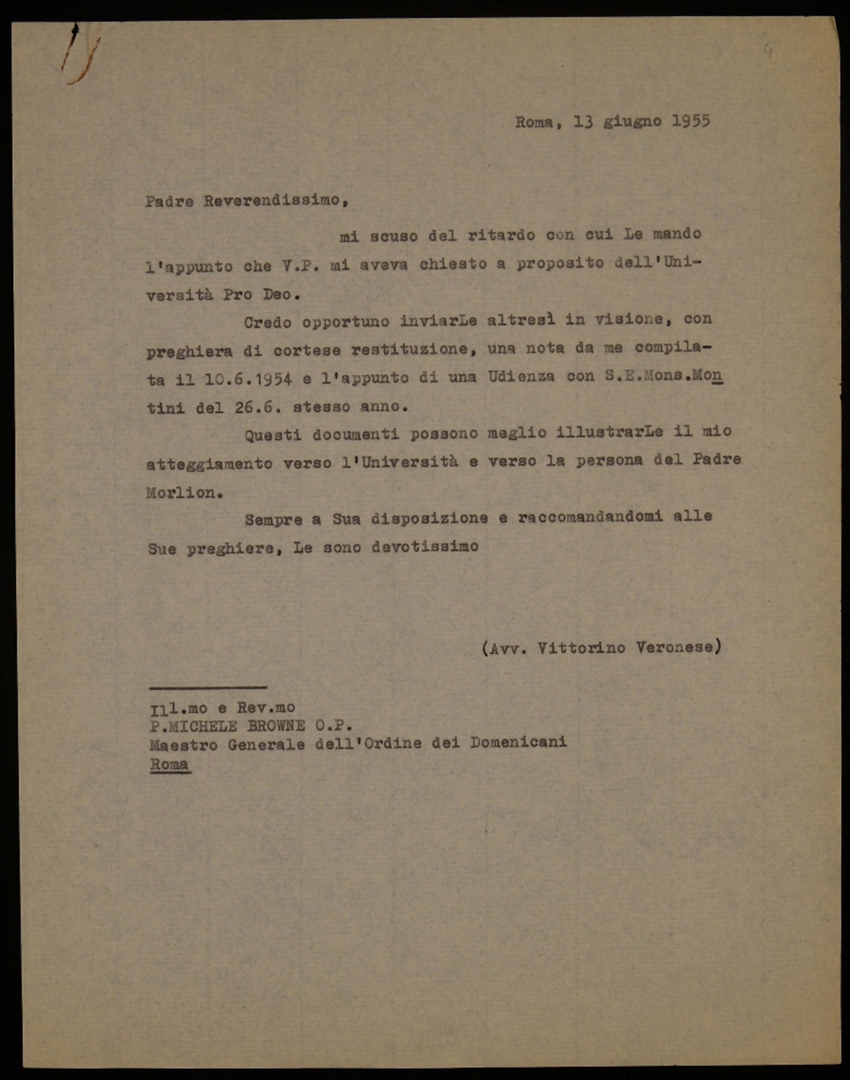 Roma, 13 giugno 1955
Padre Reverendissimo,
mi scuso del ritardo con cui Le mando
l'appunto che V.P. mi aveva chiesto a proposito dell'Uni-
versità Pro Deo.
Credo opportuno inviarLe altresì in visione, con
preghiera di cortese restituzione, una nota da me compila-
ta il 10.6.1954 e l'appunto di una Udienza con S.E.Mons.Mon
tini del 26.6. stesso anno.
Questi documenti possono meglio illustrarLe il mio
atteggiamento verso l'Università e verso la persona del Padre
Morlion.
Sempre a Sua disposizione e raccomandandomi alle
Sue preghiere, Le sono devotissimo
(Avv. Vittorino Veronese)
Ill.mo e Rev.mo
P.MICHELE BROWNE O.P.
Maestro Generale dell'Ordine dei Domenicani
Roma